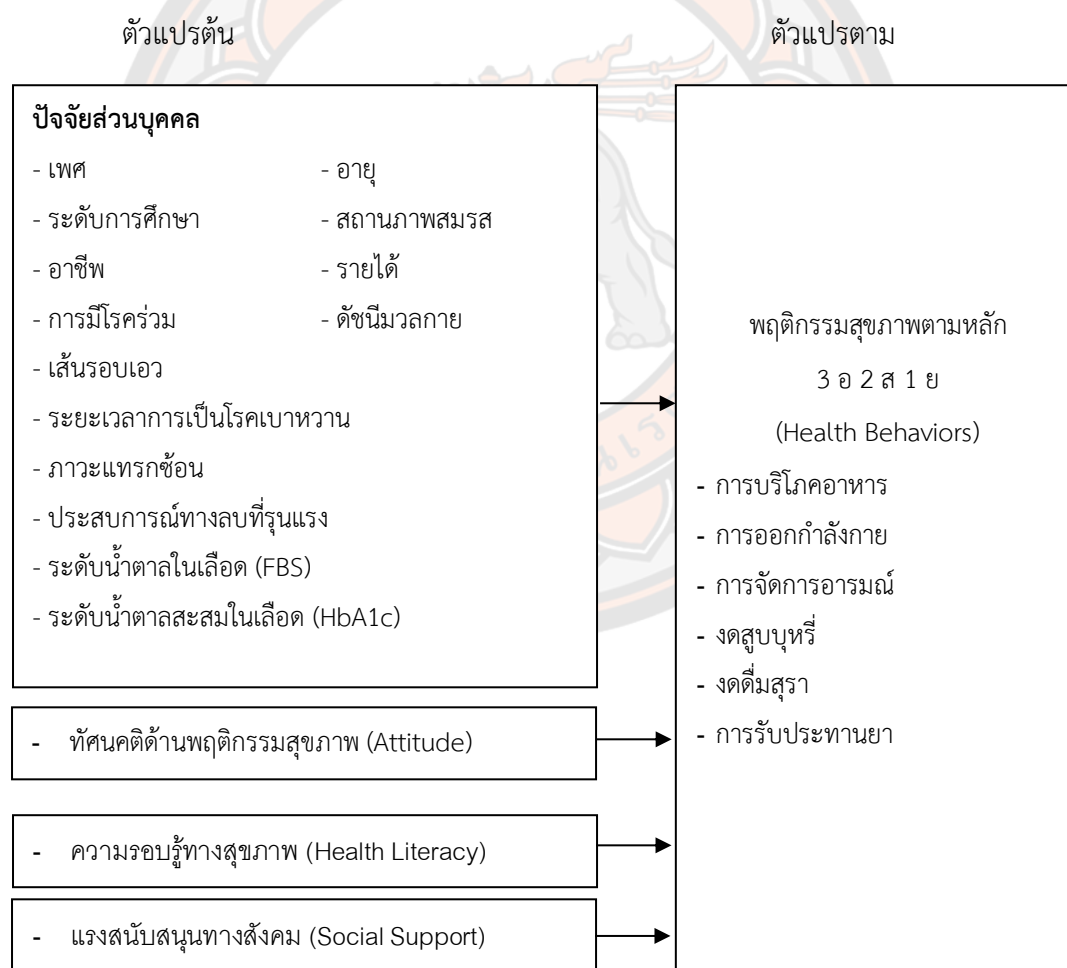 ตัวแปรต้น ตัวแปรตาม
ปัจจัยส่วนบุคคล
- เพศ - อายุ
- ระดับการศึกษา - สถานภาพสมรส
- อาชีพ - รายได้
- การมีโรคร่วม - ดัชนีมวลกาย
- เส้นรอบเอว
- ระยะเวลาการเป็นโรคเบาหวาน
- ภาวะแทรกซ้อน
- ประสบการณ์ทางลบที่รุนแรง
- ระดับน้ำตาลในเลือด (FBS)
- ระดับน้ำตาลสะสมในเลือด (HbA1c)
- ทัศนคติด้านพฤติกรรมสุขภาพ (Attitude)
- ความรอบรู้ทางสุขภาพ (Health Literacy)
- แรงสนับสนุนทางสังคม (Social Support)
พฤติกรรมสุขภาพตามหลัก
3 อ 2 ส 1 ย
(Health Behaviors)
- การบริโภคอาหาร
- การออกกำลังกาย
- การจัดการอารมณ์
- งดสูบบุหรี่
- งดดื่มสุรา
- การรับประทานยา